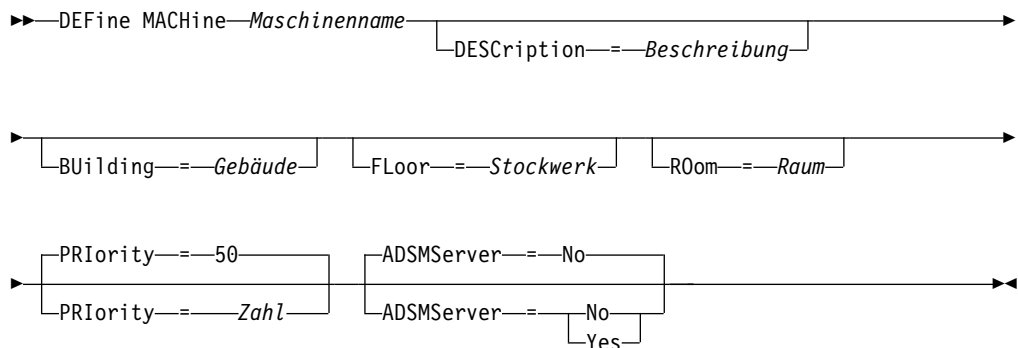 DEFine MACHine Maschinenname
DESCription = Beschreibung
BUilding = Gebäude FLoor = Stockwerk ROom = Raum
PRIority = 50 ADSMServer = No
PRIority = Zahl ADSMServer = No
Yes